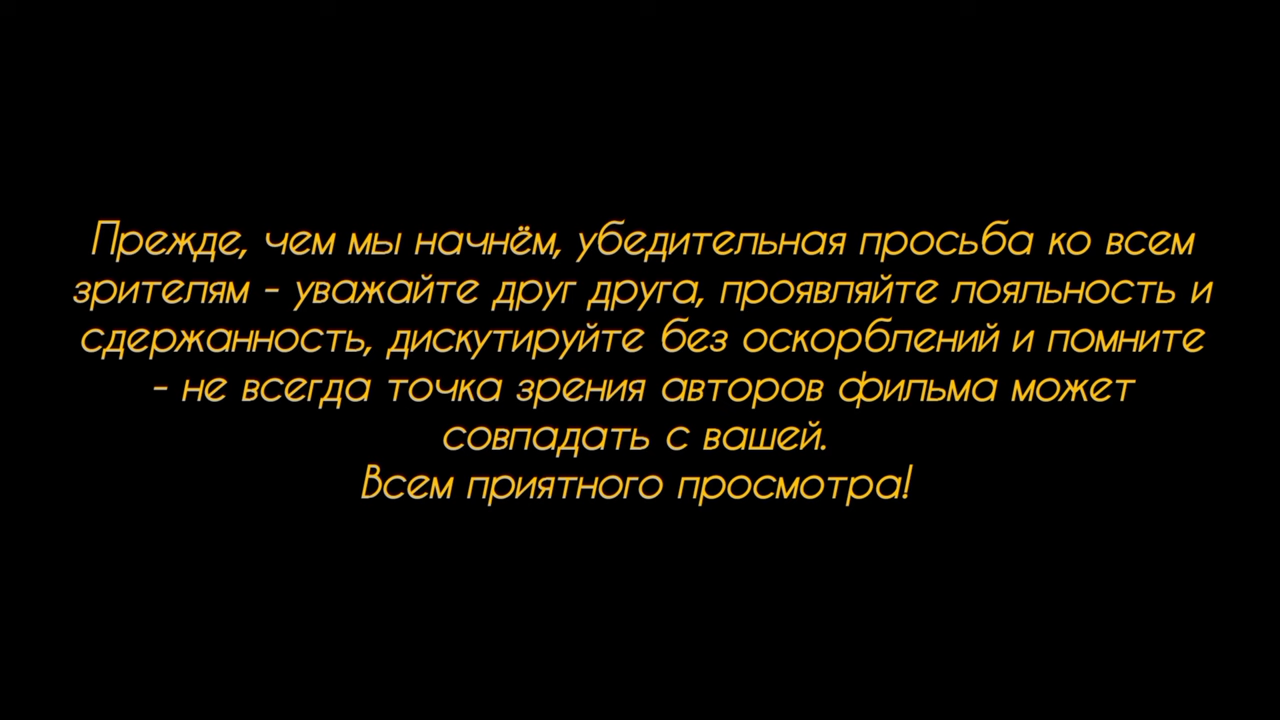 Прежде, чем мы начнём, убедительная просьба ко всем
зрителям - уважайте друг друга, проявляйте лояльность и
сдержанность, дискутируйте без оскорблений и помните
- не всегда точка зрения авторов фильма может
совпадать с вашей.
Всем приятного просмотра!